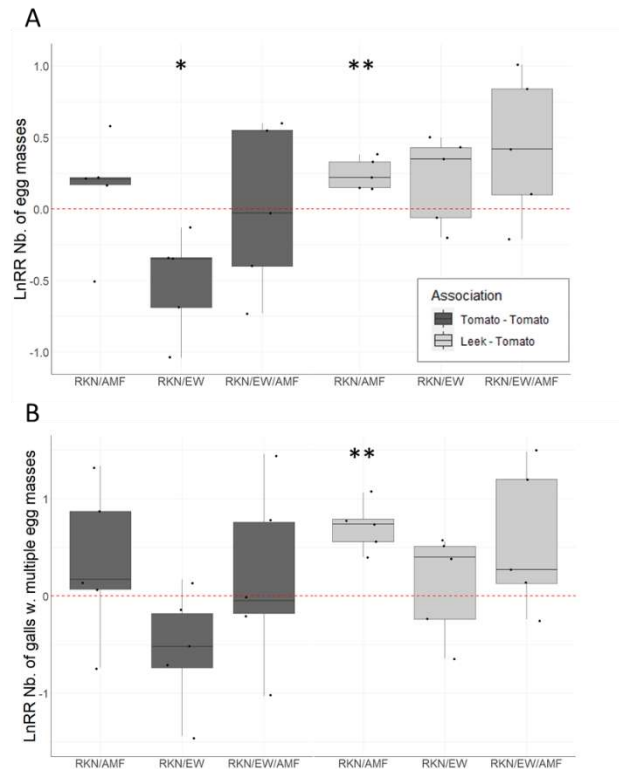 A
LnRR Nb. of egg masses
1.0
0.5
0.0
-0.5
-1.0
*
**
Association
Tomato - Tomato
Leek - Tomato
RKN/AMF RKN/EW RKN/EW/AMF RKN/AMF RKN/EW RKN/EW/AMF
B
LnRR Nb. of galls w. multiple egg masses
1
0
-1
**
RKN/AMF RKN/EW RKN/EW/AMF RKN/AMF RKN/EW RKN/EW/AMF